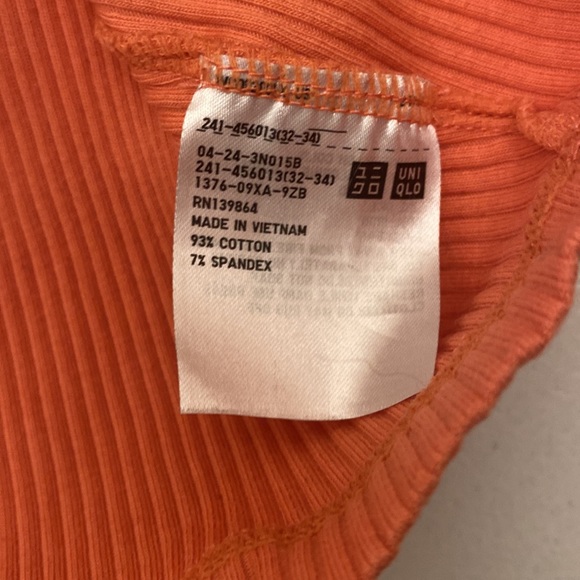 241-456013(32-34)
04-24-3N015B
241-456013(32-34)
1376-09XA-9ZB
RN139864
MADE IN VIETNAM
93% COTTON
7% SPANDEX
ユニ
クロ
UNI
QLO